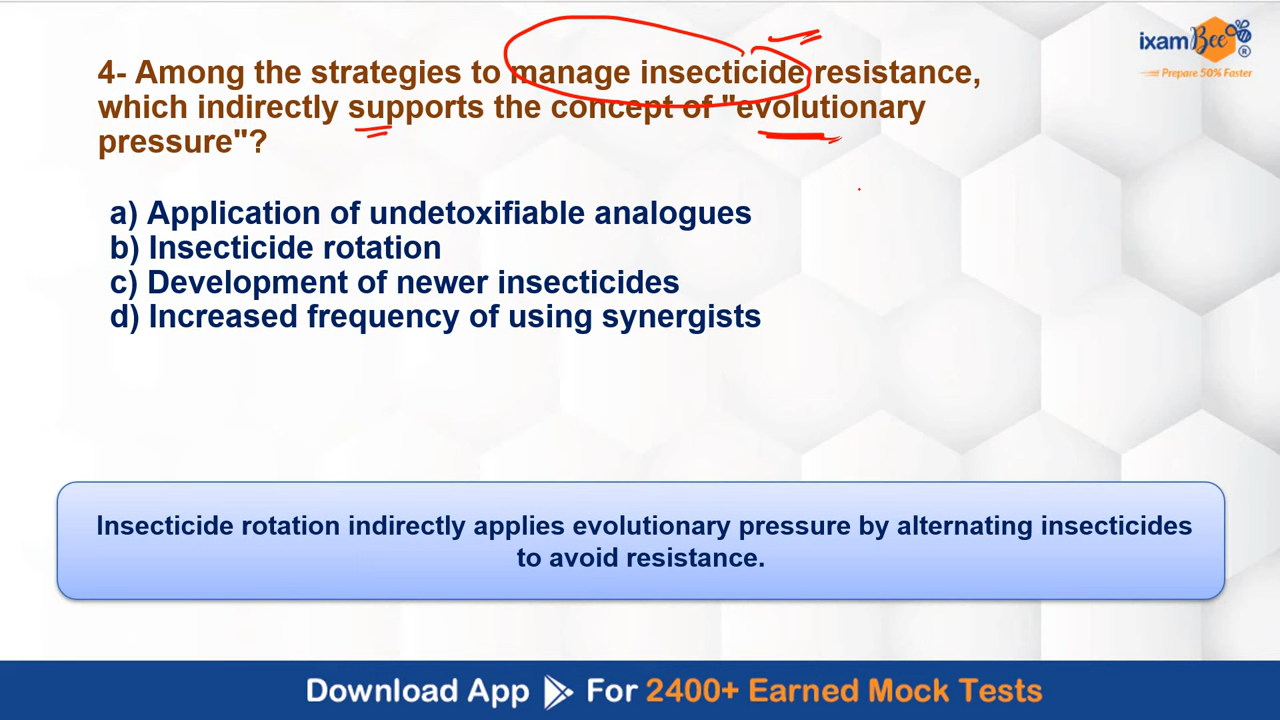 ixamBee®
Prepare 50% Faster
4- Among the strategies to manage insecticide resistance,
which indirectly supports the concept of "evolutionary
pressure"?
a) Application of undetoxifiable analogues
b) Insecticide rotation
c) Development of newer insecticides
d) Increased frequency of using synergists
Insecticide rotation indirectly applies evolutionary pressure by alternating insecticides
to avoid resistance.
Download App For 2400+ Earned Mock Tests